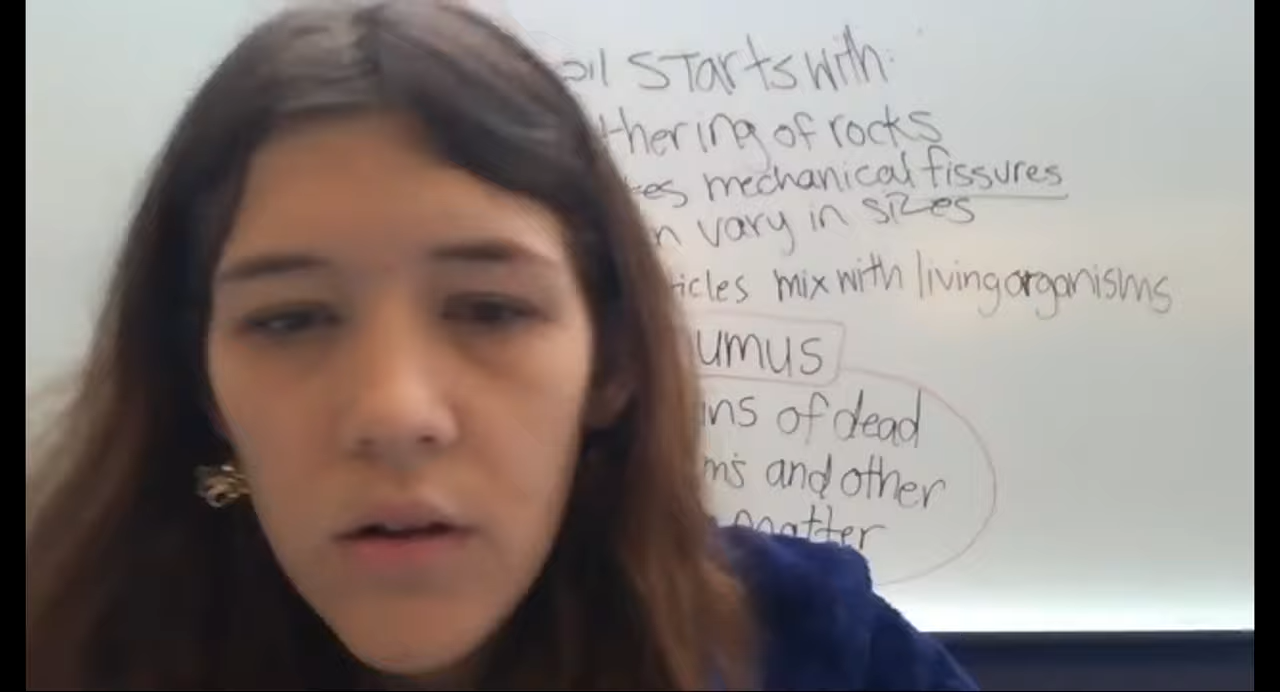 oil starts with:
thering of rocks
tes mechanical fissures
n vary in sizes
ticles mix with living organisms
umus
ins of dead
ms and other
matter